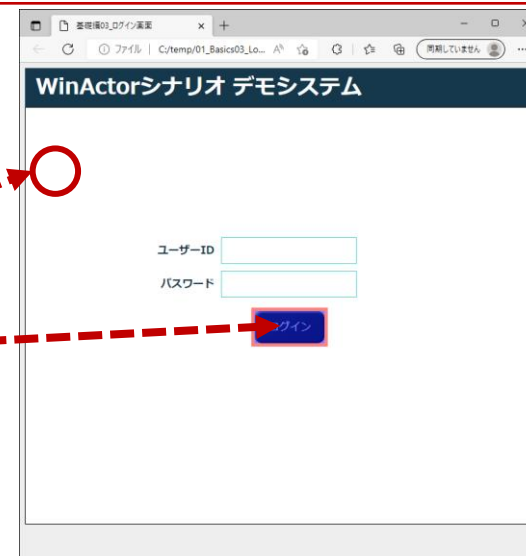 基礎編03_ログイン画面
ファイル | C:/temp/01_Basics03_Lo...
同期していません
WinActorシナリオ デモシステム
ユーザーID
パスワード
ログイン